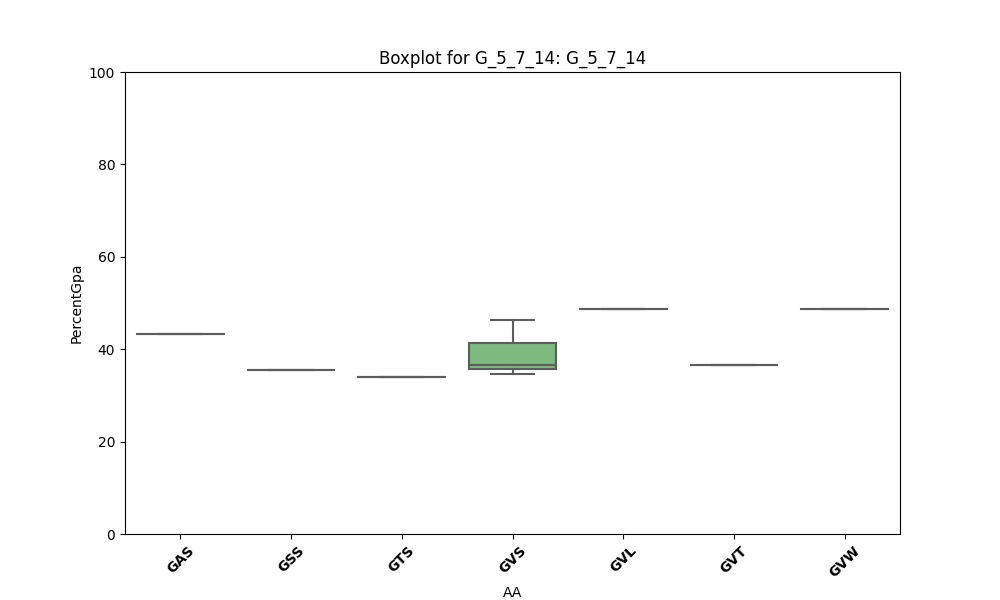 Boxplot for G_5_7_14: G_5_7_14
100
80
60
40
20
0
PercentGpa
GAS
GSS
GTS
GVS
GVL
GVT
GVW
AA